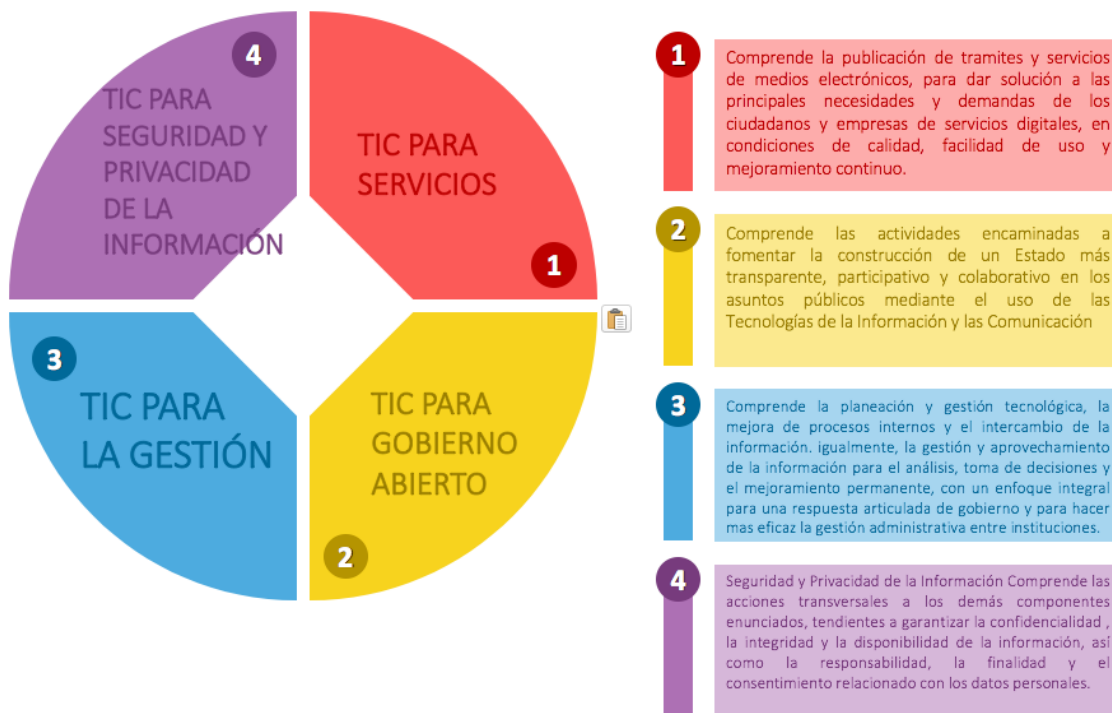 4
TIC PARA
SEGURIDAD Y
PRIVACIDAD
DE LA
INFORMACIÓN
TIC PARA
SERVICIOS
1
3
TIC PARA
LA GESTIÓN
TIC PARA
GOBIERNO
ABIERTO
2
1
Comprende la publicación de tramites y servicios
de medios electrónicos, para dar solución a las
principales necesidades y demandas de los
ciudadanos y empresas de servicios digitales, en
condiciones de calidad, facilidad de uso y
mejoramiento continuo.
2
Comprende las actividades encaminadas a
fomentar la construcción de un Estado más
transparente, participativo y colaborativo en los
asuntos públicos mediante el uso de las
Tecnologías de la Información y las Comunicación
3
Comprende la planeación y gestión tecnológica, la
mejora de procesos internos y el intercambio de la
información. igualmente, la gestión y aprovechamiento
de la información para el análisis, toma de decisiones y
el mejoramiento permanente, con un enfoque integral
para una respuesta articulada de gobierno y para hacer
mas eficaz la gestión administrativa entre instituciones.
4
Seguridad y Privacidad de la Información Comprende las
acciones transversales a los demás componentes
enunciados, tendientes a garantizar la confidencialidad ,
la integridad y la disponibilidad de la información, así
como la responsabilidad, la finalidad y el
consentimiento relacionado con los datos personales.